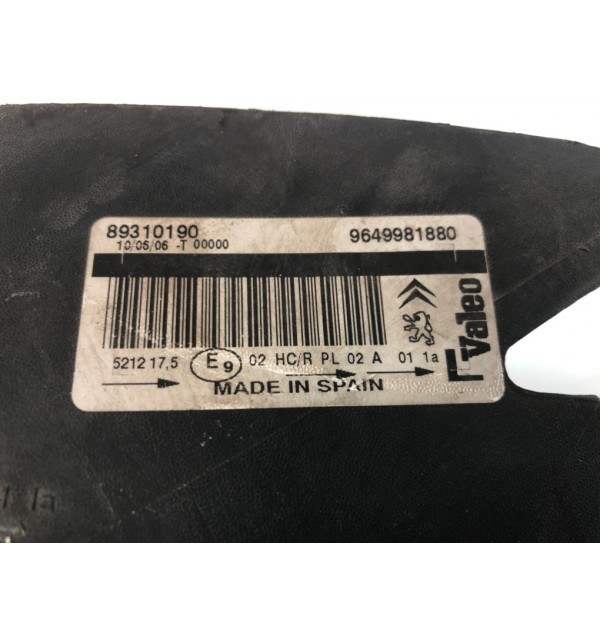 89310190 9649981880
10/05/06 -T 00000
5212 17,5 E9 02 HC/R PL 02 A 01 1a
MADE IN SPAIN
Valeo